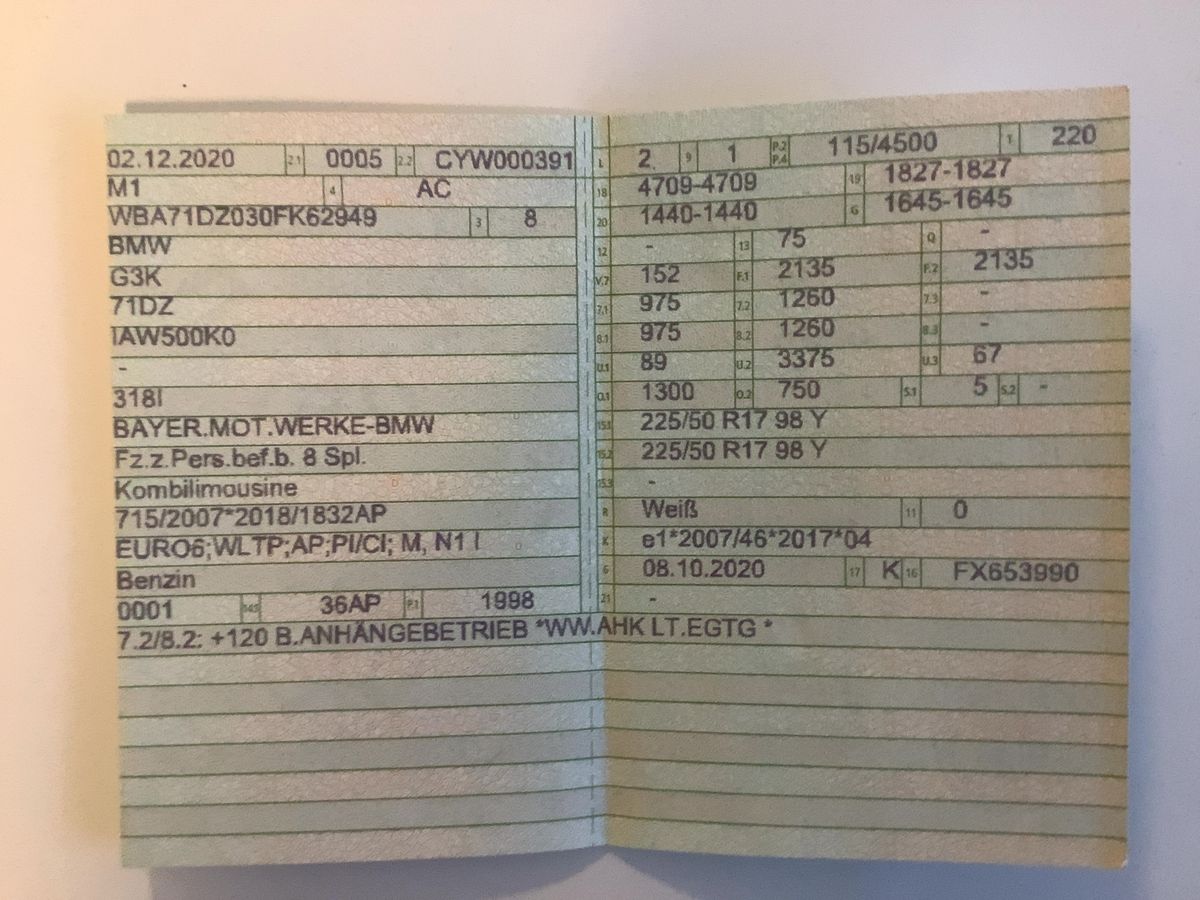 02.12.2020 2.1 0005 2.2 CYW000391
M1 4 AC
WBA71DZ030FK62949 3 8
BMW
G3K
71DZ
IAW500K0
-
318I
BAYER.MOT.WERKE-BMW
Fz.z.Pers.bef.b. 8 Spl.
Kombilimousine
715/2007*2018/1832AP
EURO6;WLTP;AP;PI/CI; M, N1 I
Benzin
0001 14.1 36AP P.1 1998
L 2 9 1 P.2 P.4 115/4500 T 220
18 4709-4709 19 1827-1827
20 1440-1440 G 1645-1645
12 - 13 75 Q -
V.7 152 F.1 2135 F.2 2135
7.1 975 7.2 1260 7.3 -
8.1 975 8.2 1260 8.3 -
U.1 89 U.2 3375 U.3 67
O.1 1300 O.2 750 S.1 5 S.2 -
15.1 225/50 R17 98 Y
15.2 225/50 R17 98 Y
15.3 -
R Weiß 11 0
K e1*2007/46*2017*04
6 08.10.2020 17 K 16 FX653990
21 -
7.2/8.2: +120 B.ANHÄNGEBETRIEB *WW.AHK LT.EGTG *